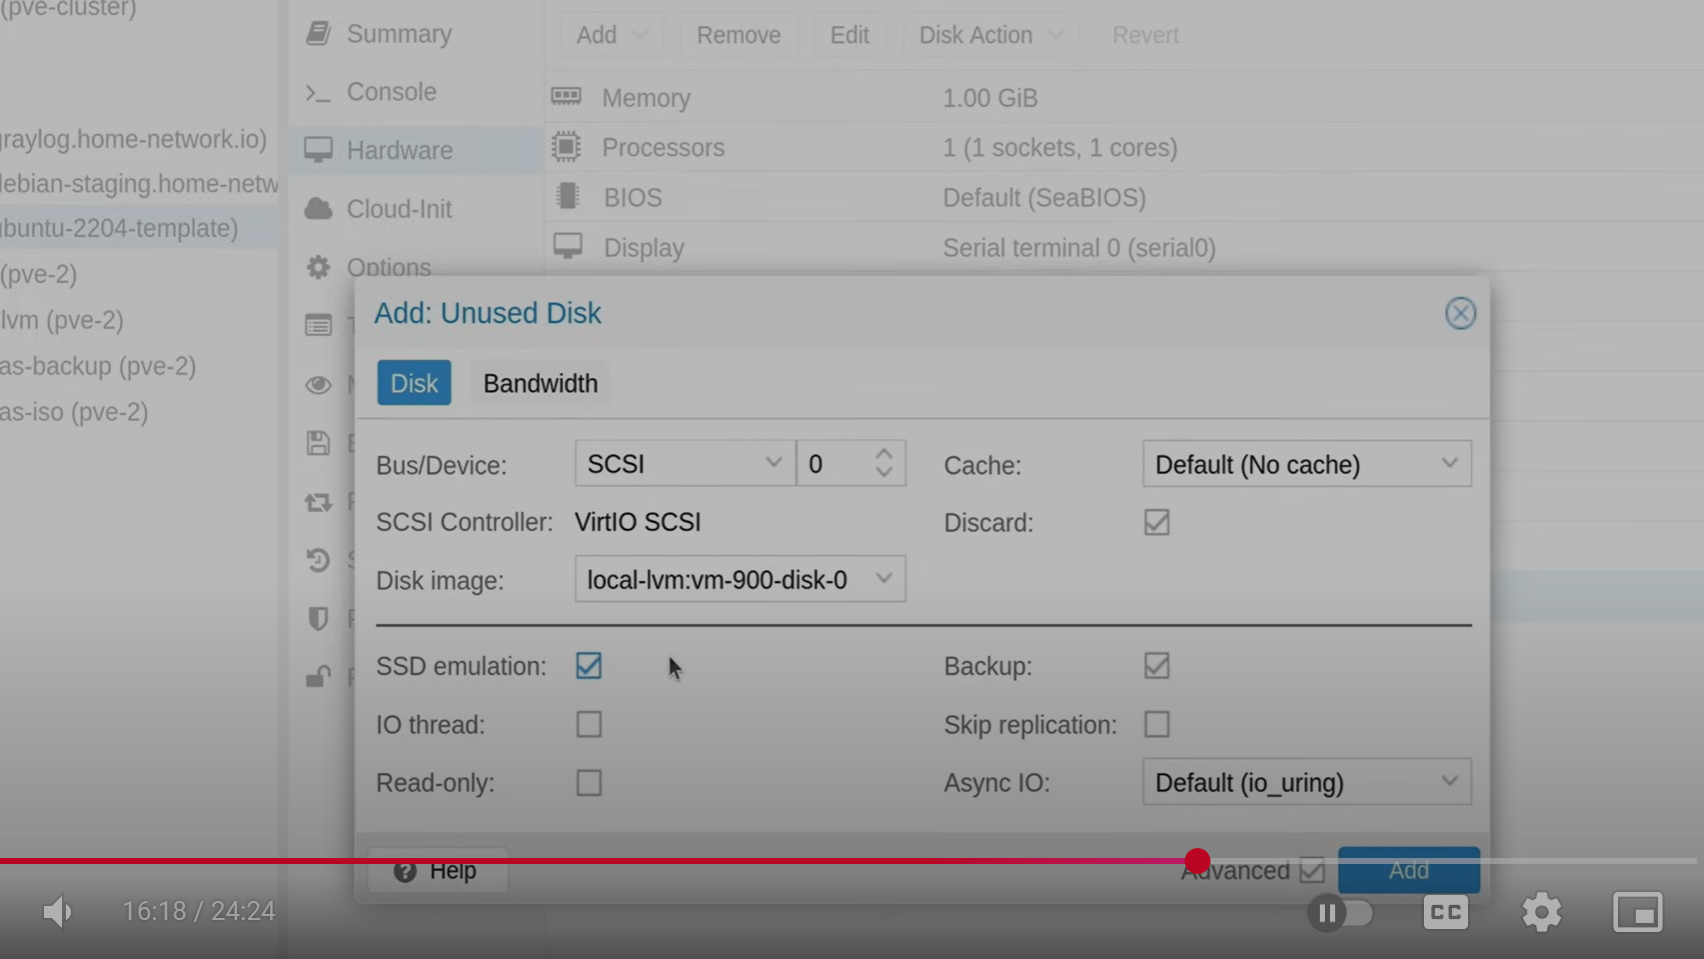 (pve-cluster)
graylog.home-network.io)
debian-staging.home-netw
ubuntu-2204-template)
(pve-2)
lvm (pve-2)
as-backup (pve-2)
as-iso (pve-2)
Summary
Console
Hardware
Cloud-Init
Options
Add
Remove
Edit
Disk Action
Revert
Memory 1.00 GiB
Processors 1 (1 sockets, 1 cores)
BIOS Default (SeaBIOS)
Display Serial terminal 0 (serial0)
Add: Unused Disk
Disk Bandwidth
Bus/Device: SCSI 0
SCSI Controller: VirtIO SCSI
Disk image: local-lvm:vm-900-disk-0
Cache: Default (No cache)
Discard:
SSD emulation:
IO thread:
Read-only:
Backup:
Skip replication:
Async IO: Default (io_uring)
Help
Advanced
Add
16:18 / 24:24
CC